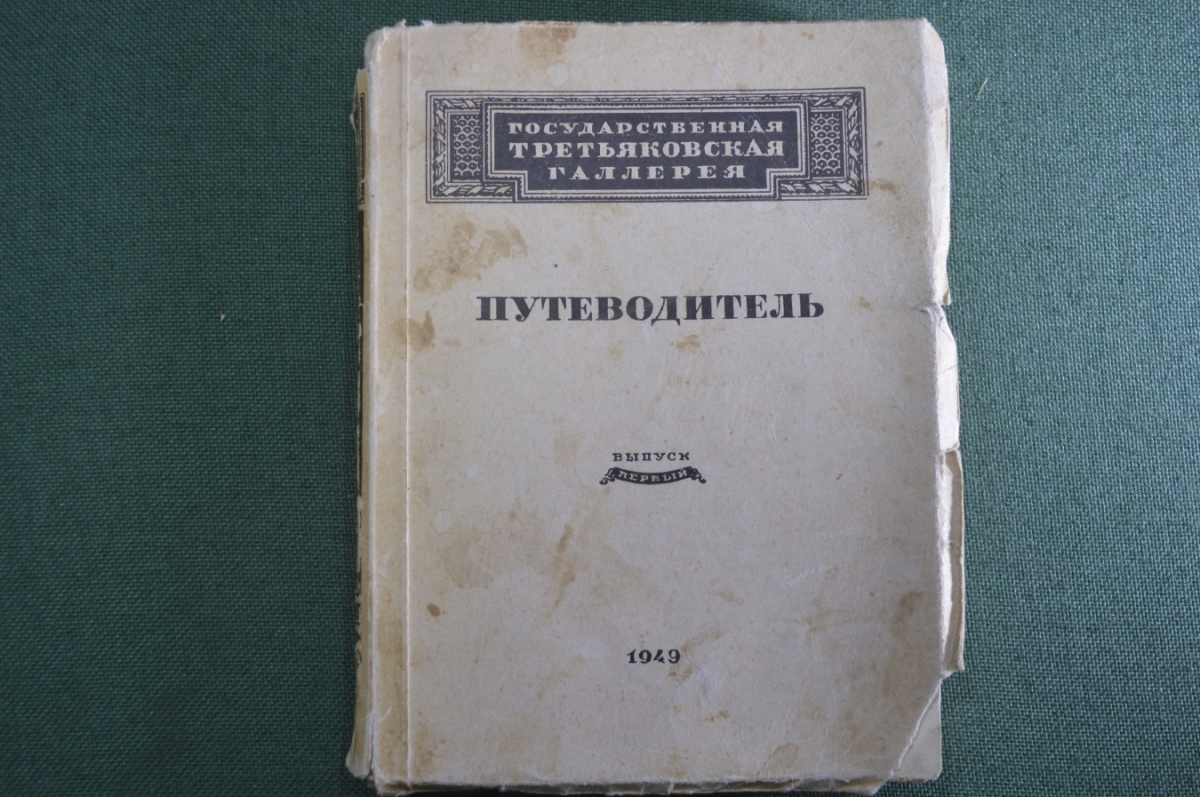 ГОСУДАРСТВЕННАЯ
ТРЕТЬЯКОВСКАЯ
ГАЛЛЕРЕЯ
ПУТЕВОДИТЕЛЬ
ВЫПУСК
ПЕРВЫЙ
1949